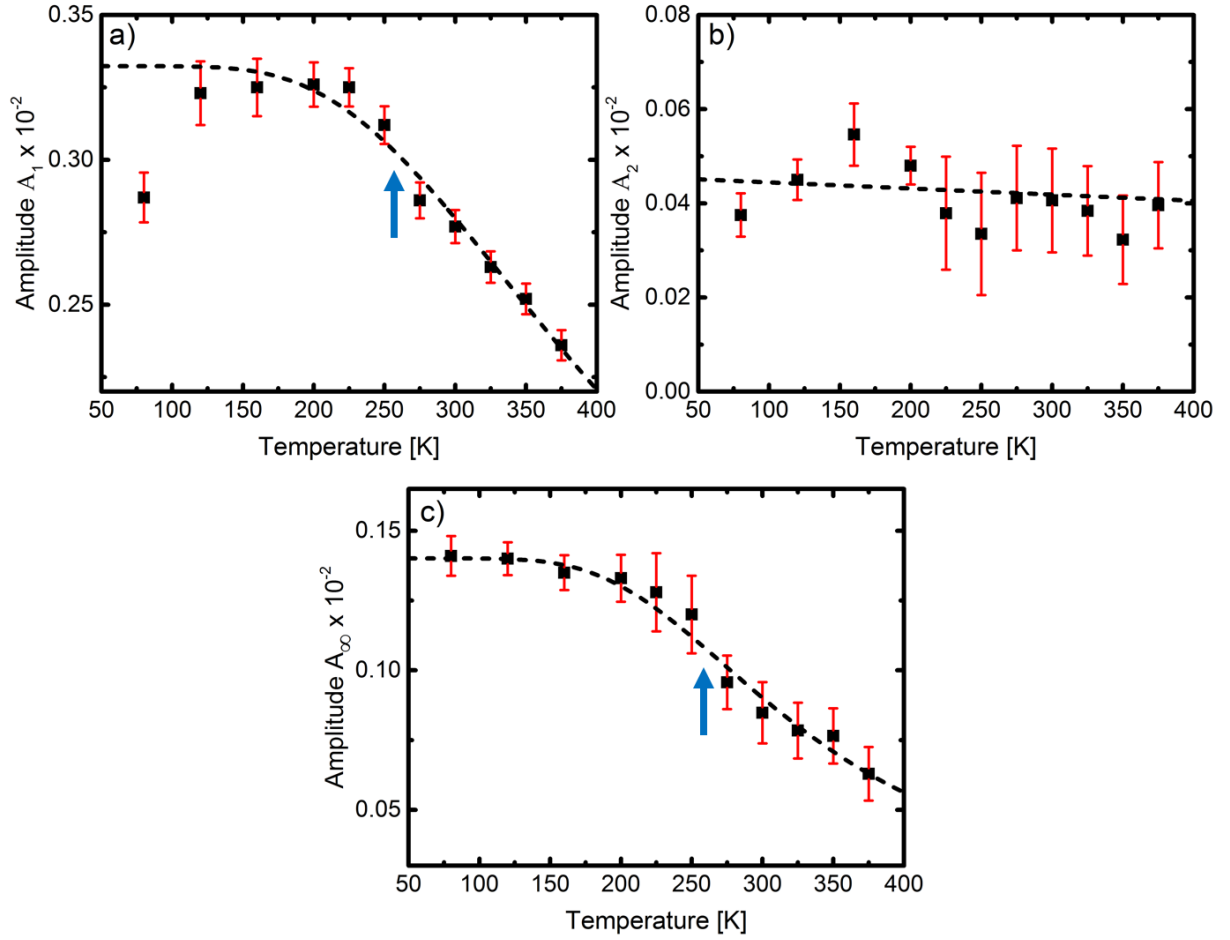 a)
Amplitude A₁ x 10⁻²
0.30
0.25
50 100 150 200 250 300 350 400
Temperature [K]
b)
Amplitude A₂ x 10⁻²
0.08
0.06
0.04
0.02
0.00
50 100 150 200 250 300 350 400
Temperature [K]
c)
Amplitude A∞ x 10⁻²
0.15
0.10
0.05
50 100 150 200 250 300 350 400
Temperature [K]